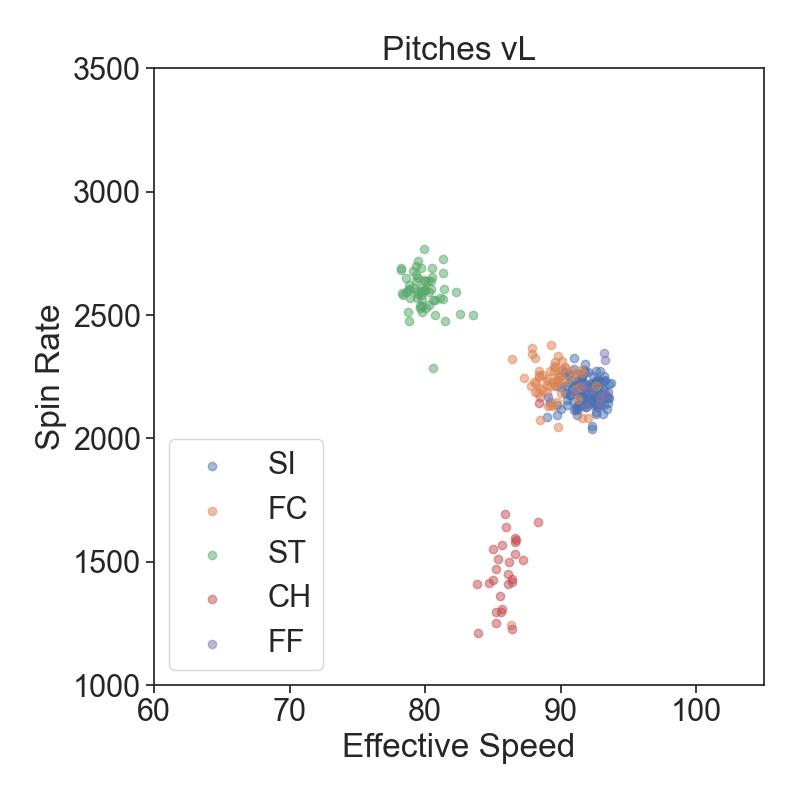 Pitches vL
3500
3000
2500
2000
1500
1000
Spin Rate
SI
FC
ST
CH
FF
60 70 80 90 100
Effective Speed